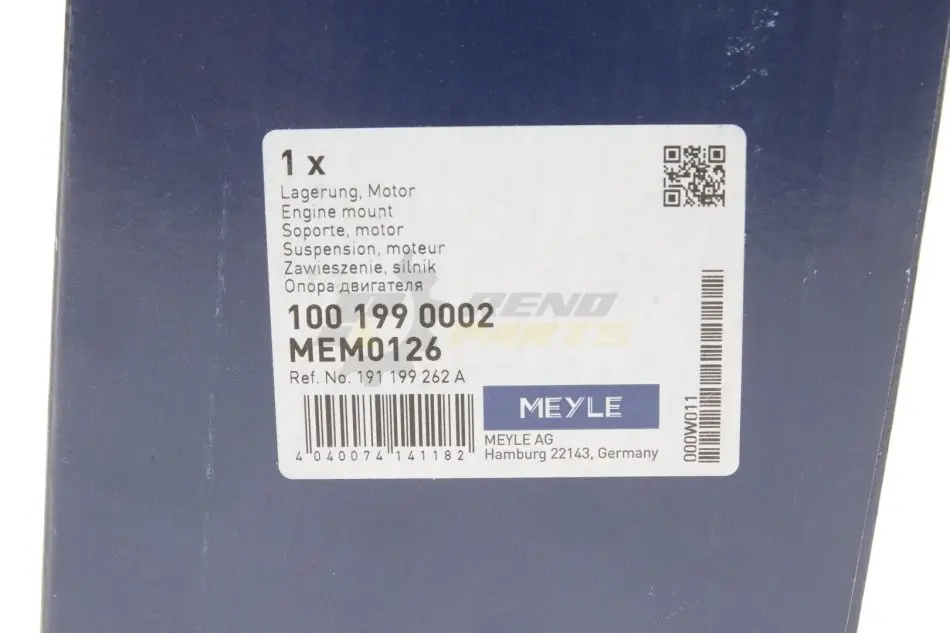 1 x
Lagerung, Motor
Engine mount
Soporte, motor
Suspension, moteur
Zawieszenie, silnik
Опора двигателя
RENO
PARTS
100 199 0002
MEM0126
Ref. No. 191 199 262 A
4 040074 141182
MEYLE
MEYLE AG
Hamburg 22143, Germany
000W011